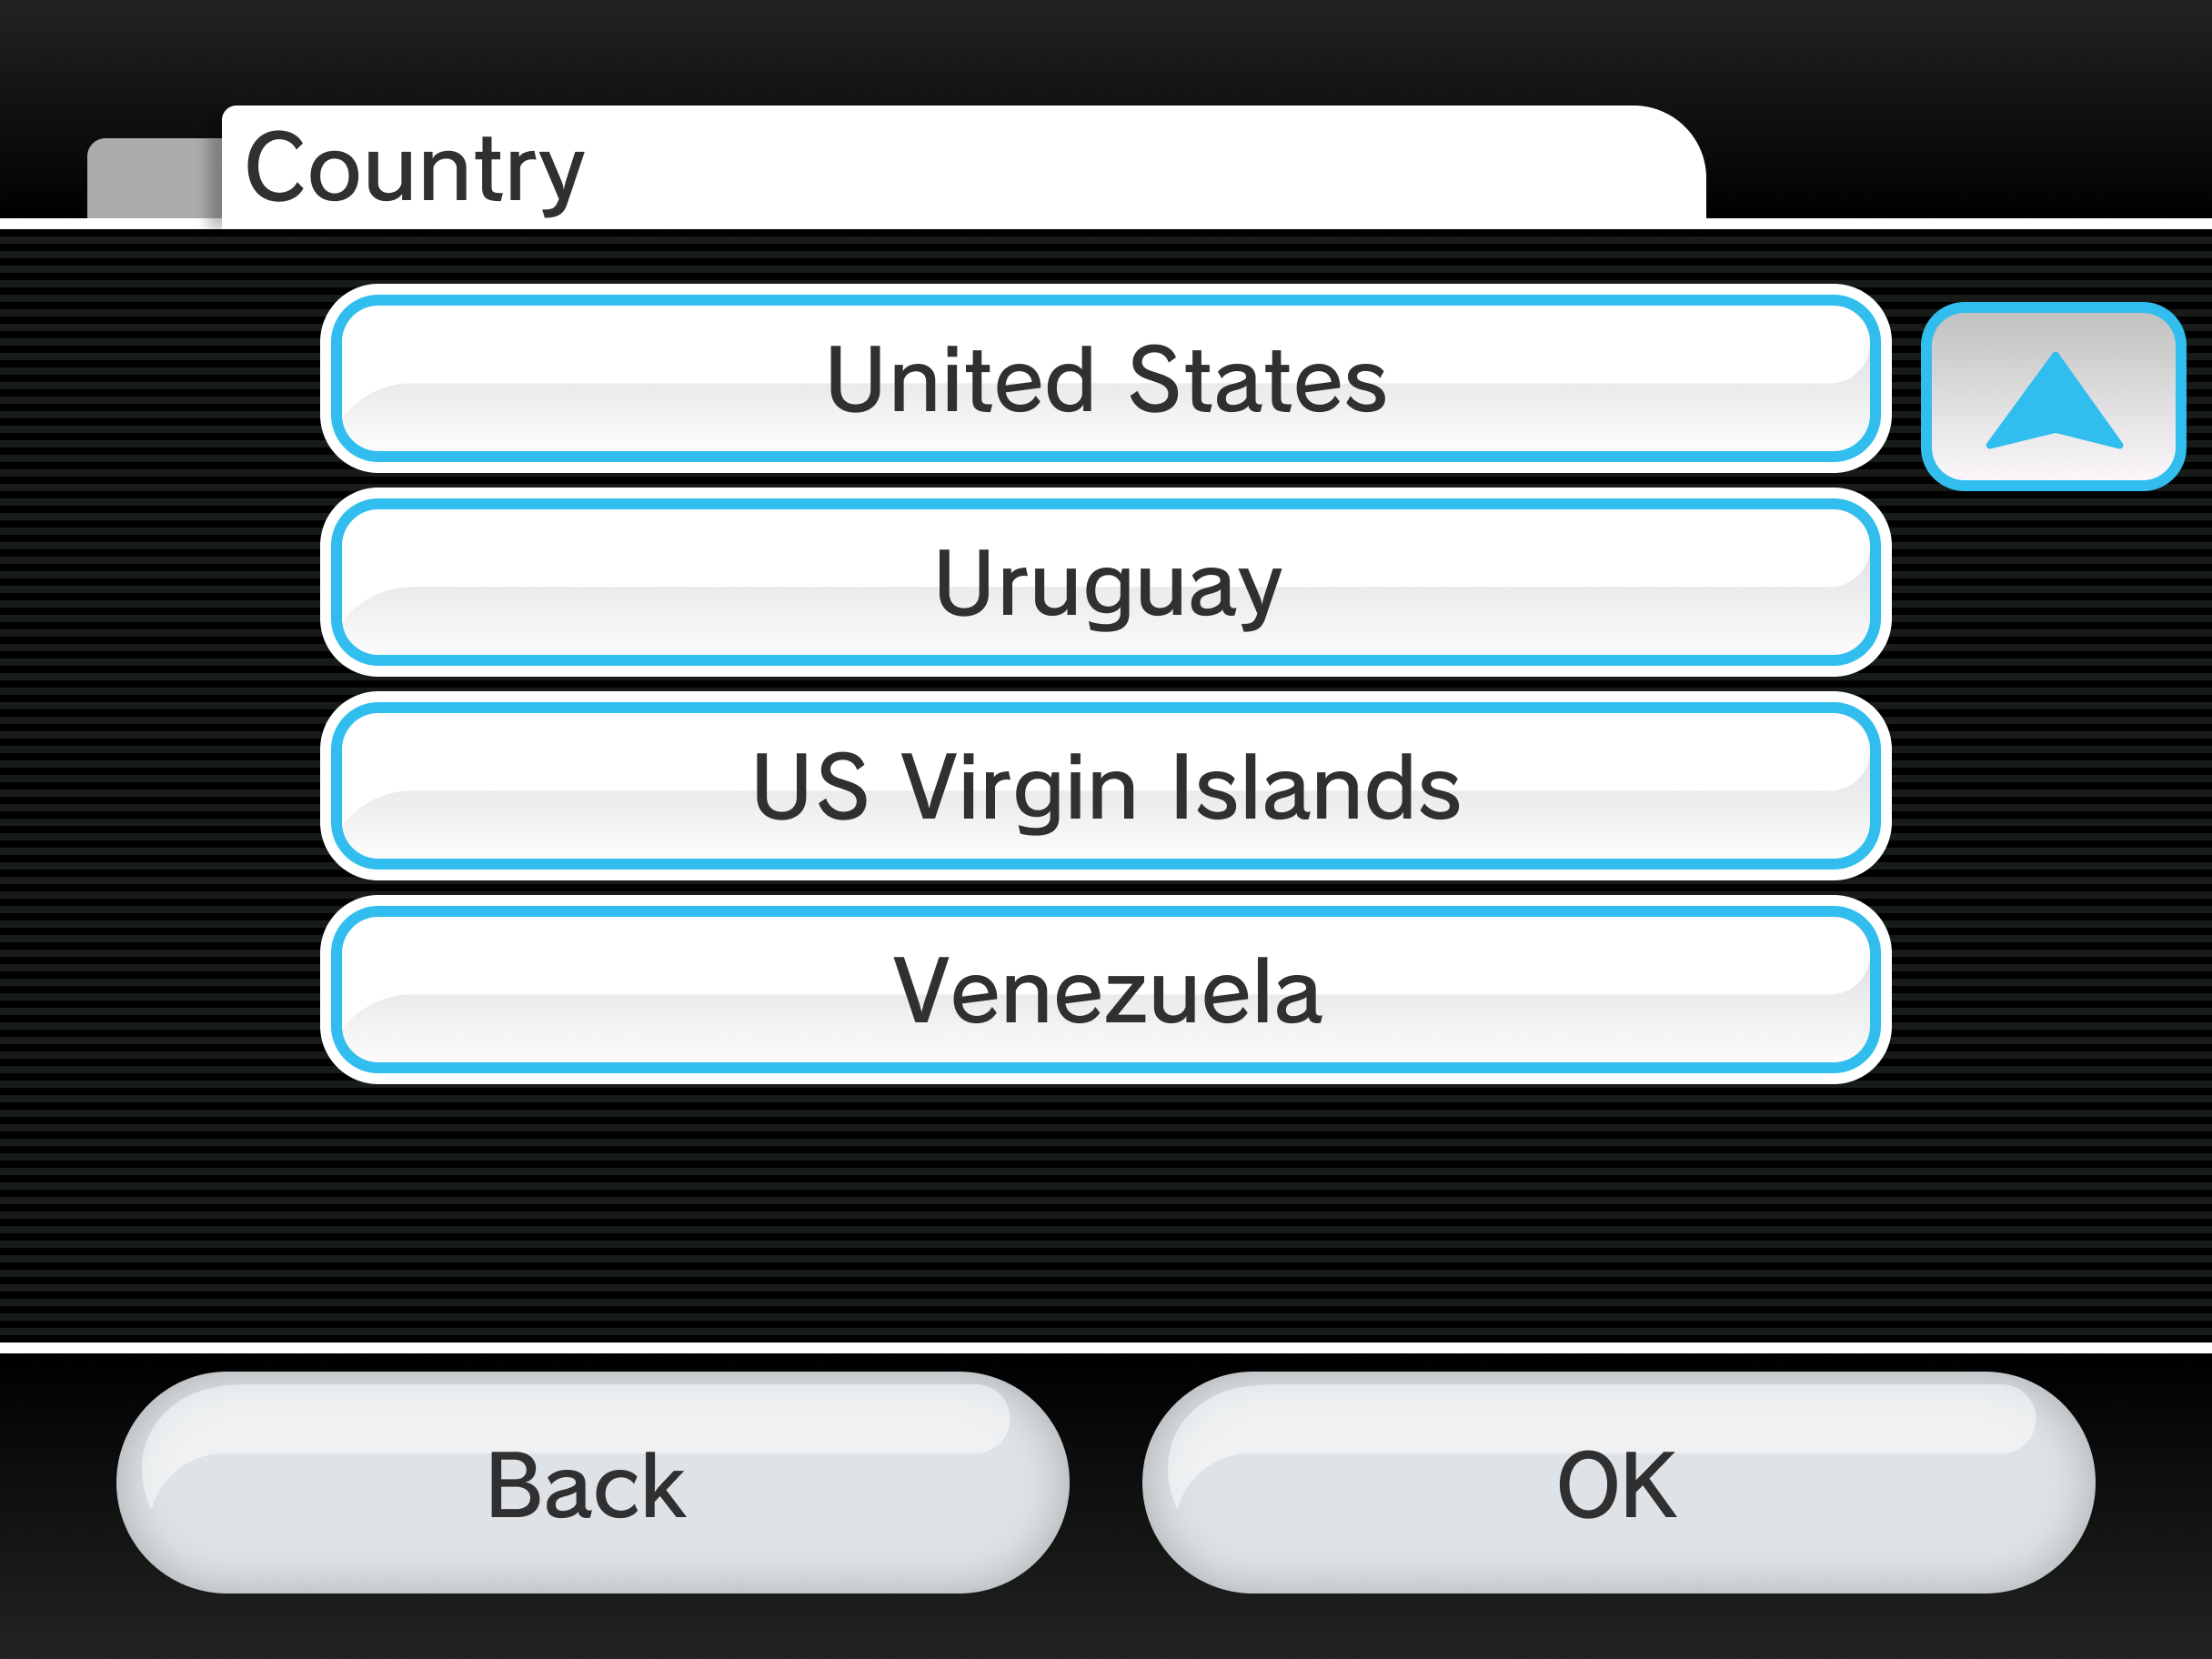 Country
United States
Uruguay
US Virgin Islands
Venezuela
Back
OK